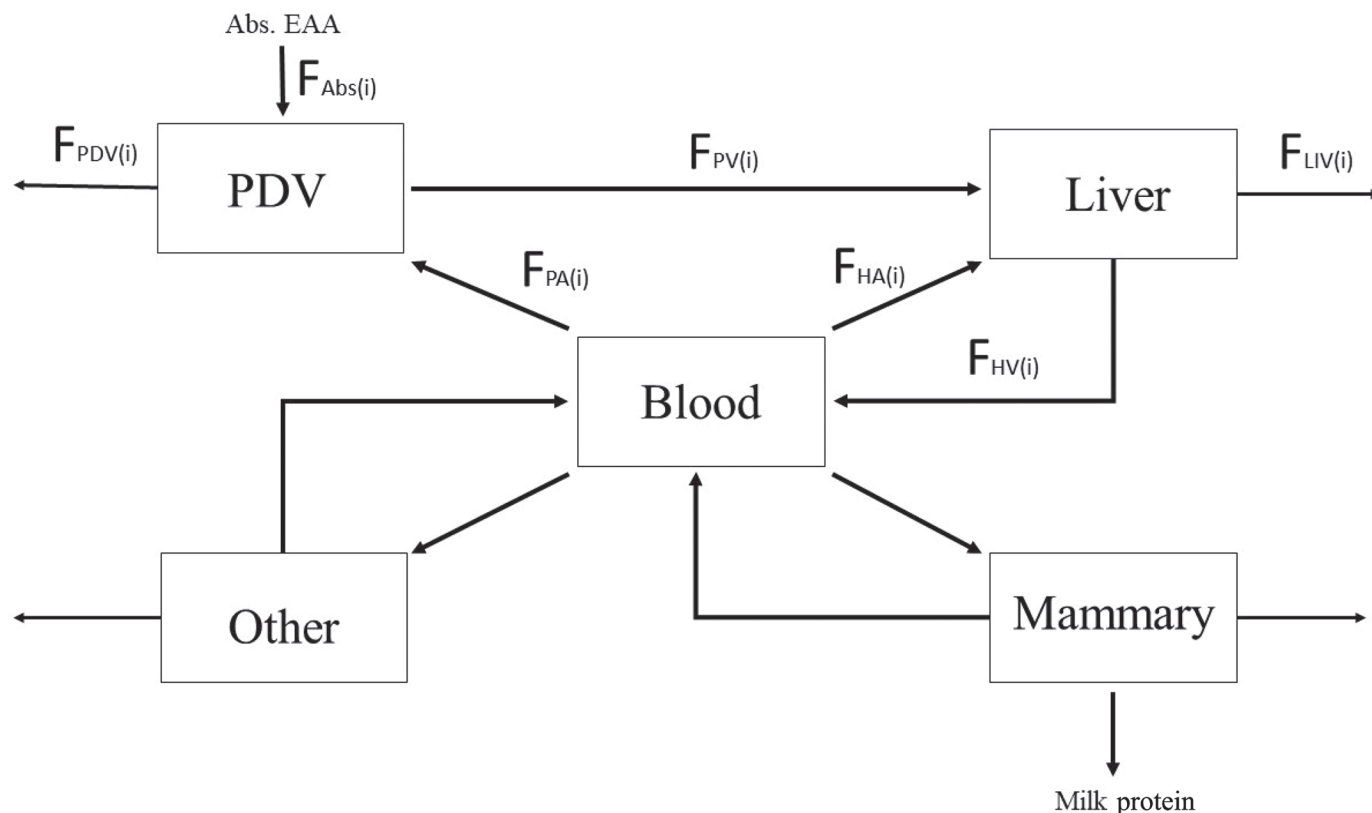 Abs. EAA
FAbs(i)
FPDV(i)
PDV
FPV(i)
Liver
FLIV(i)
FPA(i)
FHA(i)
FHV(i)
Blood
Other
Mammary
Milk protein